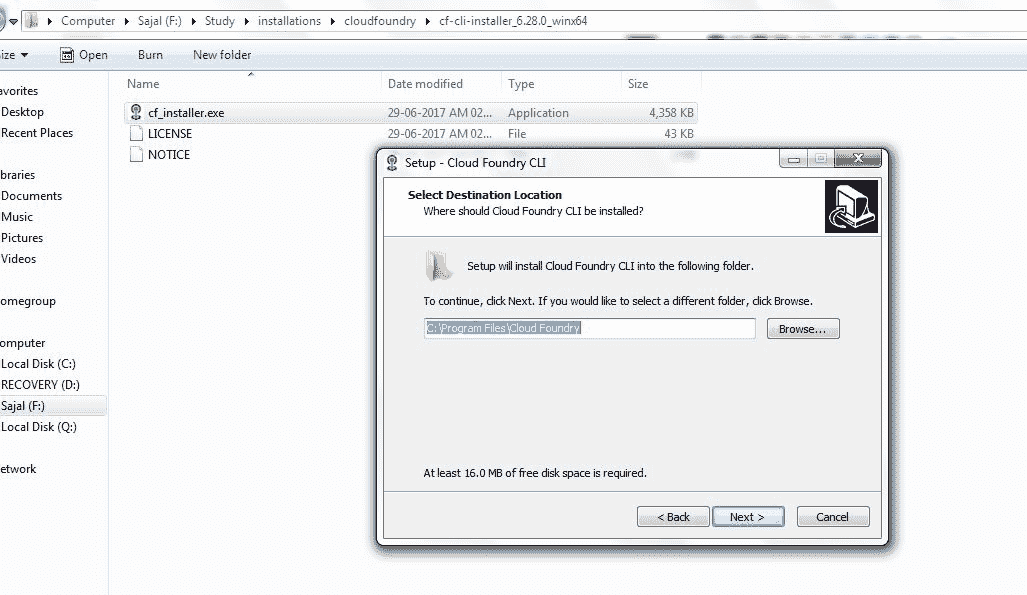 Computer Sajal (F:) Study installations cloudfoundry cf-cli-installer_6.28.0_winx64
ize Open Burn New folder
Name Date modified Type Size
avorites
Desktop
Recent Places
braries
Documents
Music
Pictures
Videos
omegroup
omputer
Local Disk (C:)
RECOVERY (D:)
Sajal (F:)
Local Disk (Q:)
etwork
cf_installer.exe 29-06-2017 AM 02... Application 4,358 KB
LICENSE 29-06-2017 AM 02... File 43 KB
NOTICE
Setup - Cloud Foundry CLI
Select Destination Location
Where should Cloud Foundry CLI be installed?
Setup will install Cloud Foundry CLI into the following folder.
To continue, click Next. If you would like to select a different folder, click Browse.
C:\Program Files\Cloud Foundry Browse...
At least 16.0 MB of free disk space is required.
< Back Next > Cancel